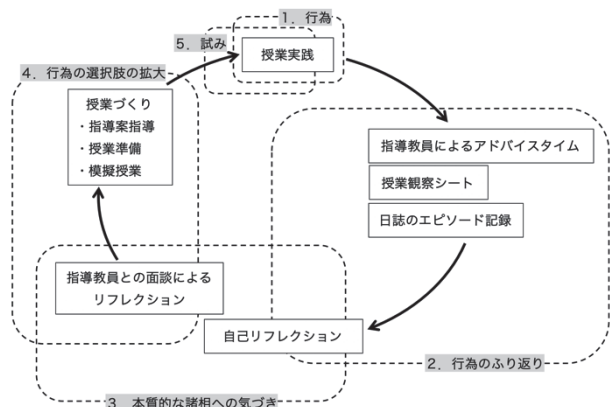 1．行為
5．試み
授業実践
4．行為の選択肢の拡大
授業づくり
・指導案指導
・授業準備
・模擬授業
指導教員によるアドバイスタイム
授業観察シート
日誌のエピソード記録
指導教員との面談による
リフレクション
自己リフレクション
2．行為のふり返り
3．本質的な諸相への気づき